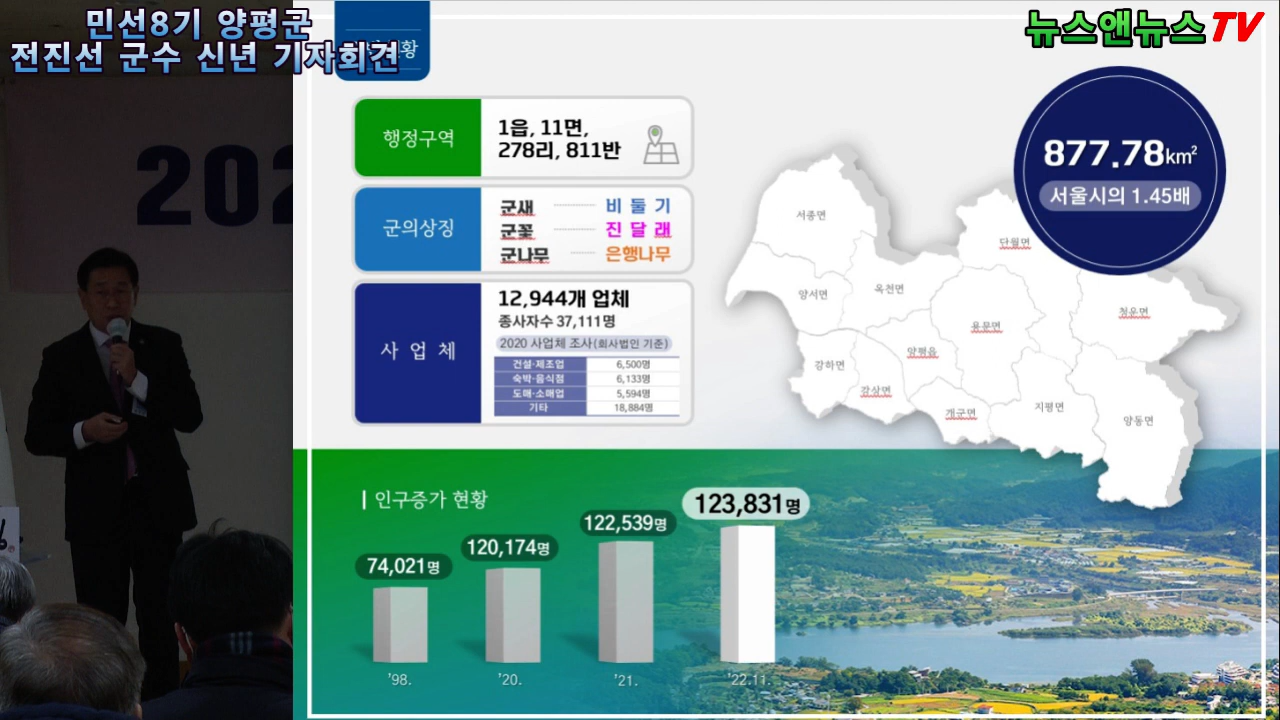 민선8기 양평군
전진선 군수 신년 기자회견
뉴스앤뉴스TV
황
202
행정구역
1읍, 11면,
278리, 811반
군의상징
군새 비 둘 기
군꽃 진 달 래
군나무 은행나무
사 업 체
12,944개 업체
종사자수 37,111명
2020 사업체 조사(회사법인 기준)
건설·제조업 6,500명
숙박·음식점 6,133명
도매·소매업 5,594명
기타 18,884명
877.78km²
서울시의 1.45배
서종면
단월면
양서면
옥천면
청운면
용문면
양평읍
강하면
강상면
개군면
지평면
양동면
인구증가 현황
74,021명
120,174명
122,539명
123,831명
'98.
'20.
'21.
'22.11.